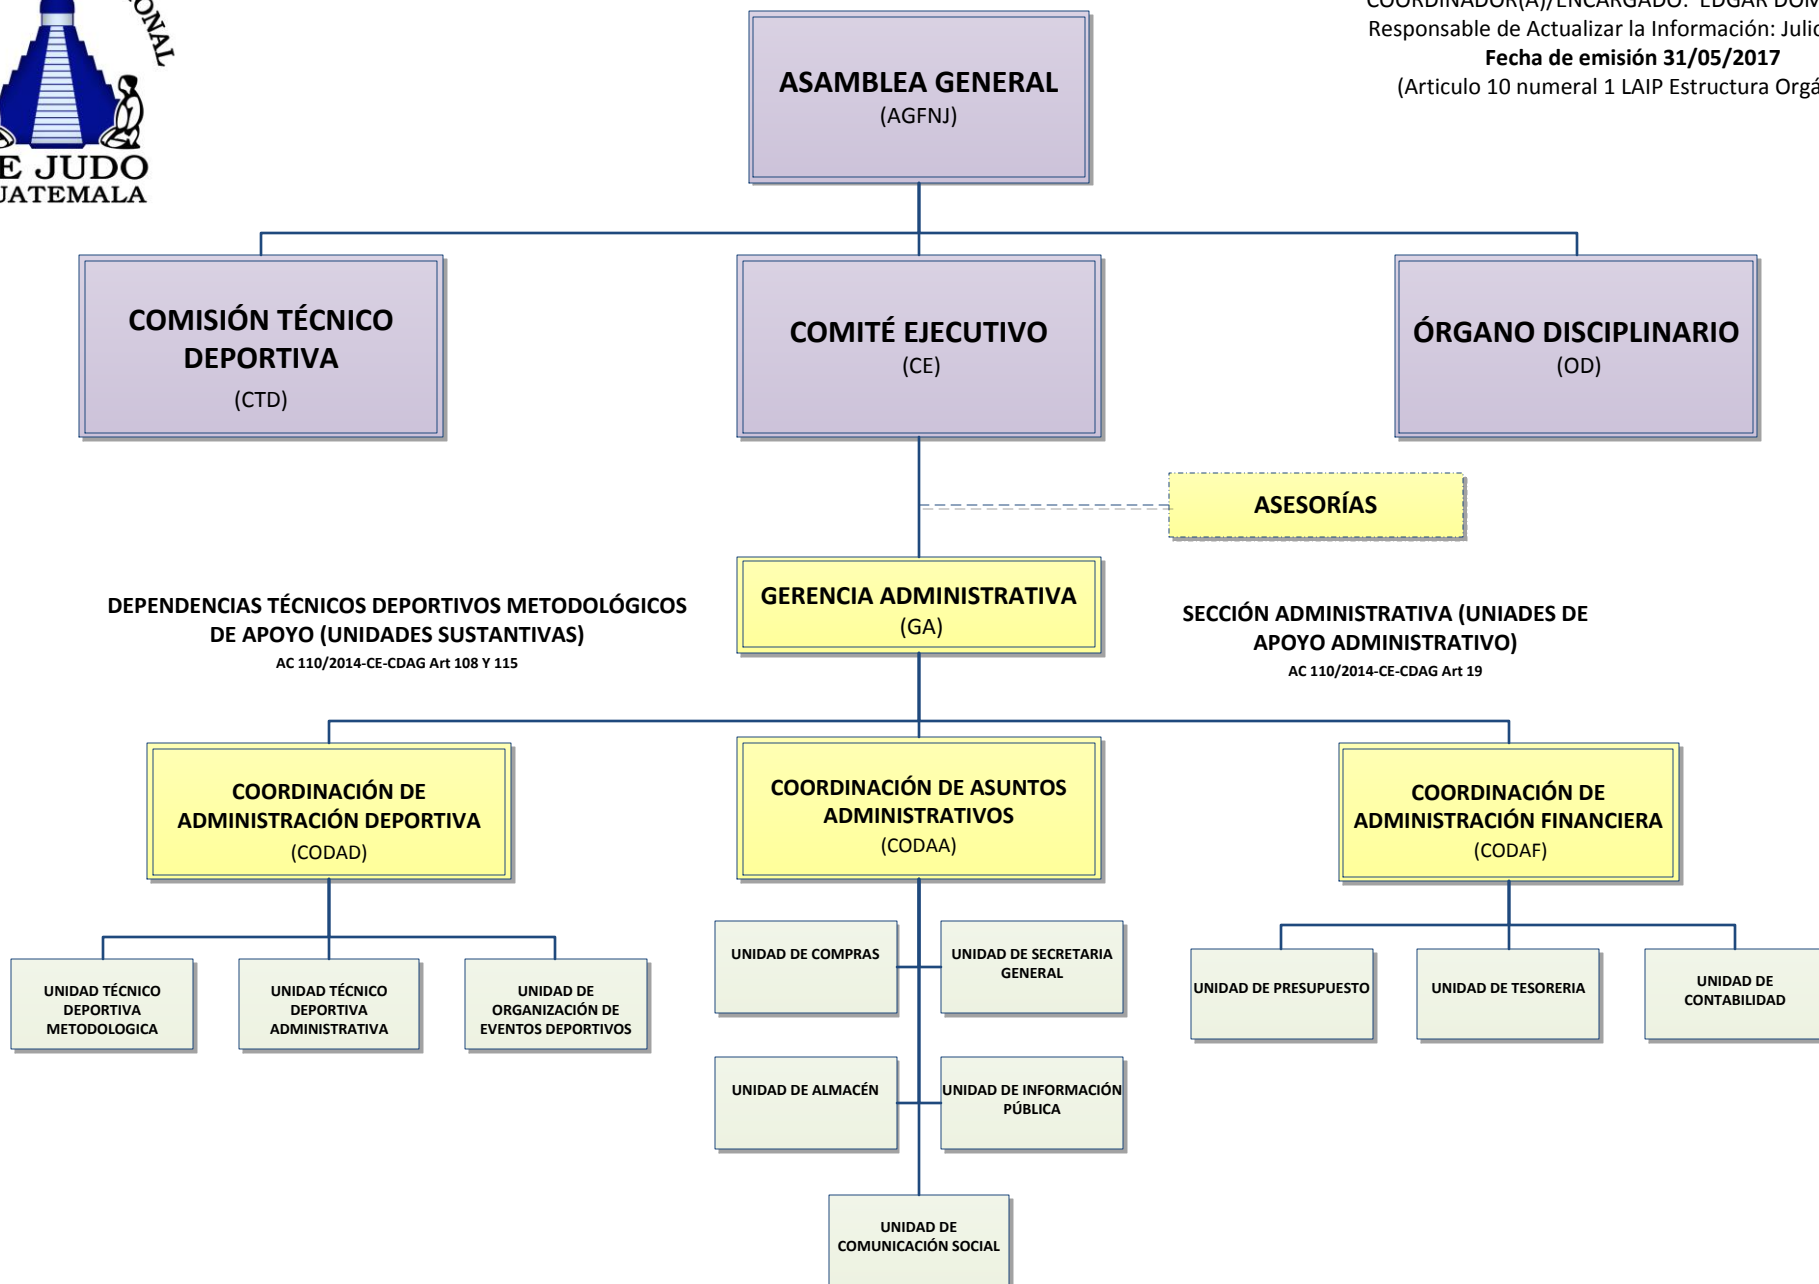 COORDINADOR(A)/ENCARGADO: EDGAR
Responsable de Actualizar la Información:
Fecha de emisión 31/05/2017
(Articulo 10 numeral 1 LAIP Estructura
JUDO
ASAMBLEA GENERAL
(AGFNJ)
COMISIÓN TÉCNICO
DEPORTIVA
(CTD)
COMITÉ EJECUTIVO
(CE)
ÓRGANO DISCIPLINARIO
(OD)
ASESORÍAS
GERENCIA ADMINISTRATIVA
(GA)
DEPENDENCIAS TÉCNICOS DEPORTIVOS METODOLÓGICOS
DE APOYO (UNIDADES SUSTANTIVAS)
AC 110/2014-CE-CDAG Art 108 Y 115
SECCIÓN ADMINISTRATIVA (UNIADES DE
APOYO ADMINISTRATIVO)
AC 110/2014-CE-CDAG Art 19
COORDINACIÓN DE
ADMINISTRACIÓN DEPORTIVA
(CODAD)
COORDINACIÓN DE ASUNTOS
ADMINISTRATIVOS
(CODAA)
COORDINACIÓN DE
ADMINISTRACIÓN FINANCIERA
(CODAF)
UNIDAD TÉCNICO
DEPORTIVA
METODOLOGICA
UNIDAD TÉCNICO
DEPORTIVA
ADMINISTRATIVA
UNIDAD DE
ORGANIZACIÓN DE
EVENTOS DEPORTIVOS
UNIDAD DE COMPRAS
UNIDAD DE SECRETARIA
GENERAL
UNIDAD DE ALMACÉN
UNIDAD DE INFORMACIÓN
PÚBLICA
UNIDAD DE
COMUNICACIÓN SOCIAL
UNIDAD DE PRESUPUESTO
UNIDAD DE TESORERIA
UNIDAD DE
CONTABILIDAD